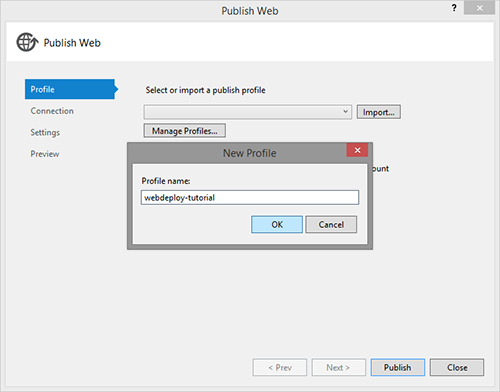 Publish Web
?
Publish Web
Profile
Connection
Settings
Preview
Select or import a publish profile
Import...
Manage Profiles...
ount
New Profile
Profile name:
webdeploy-tutorial
OK
Cancel
< Prev
Next >
Publish
Close